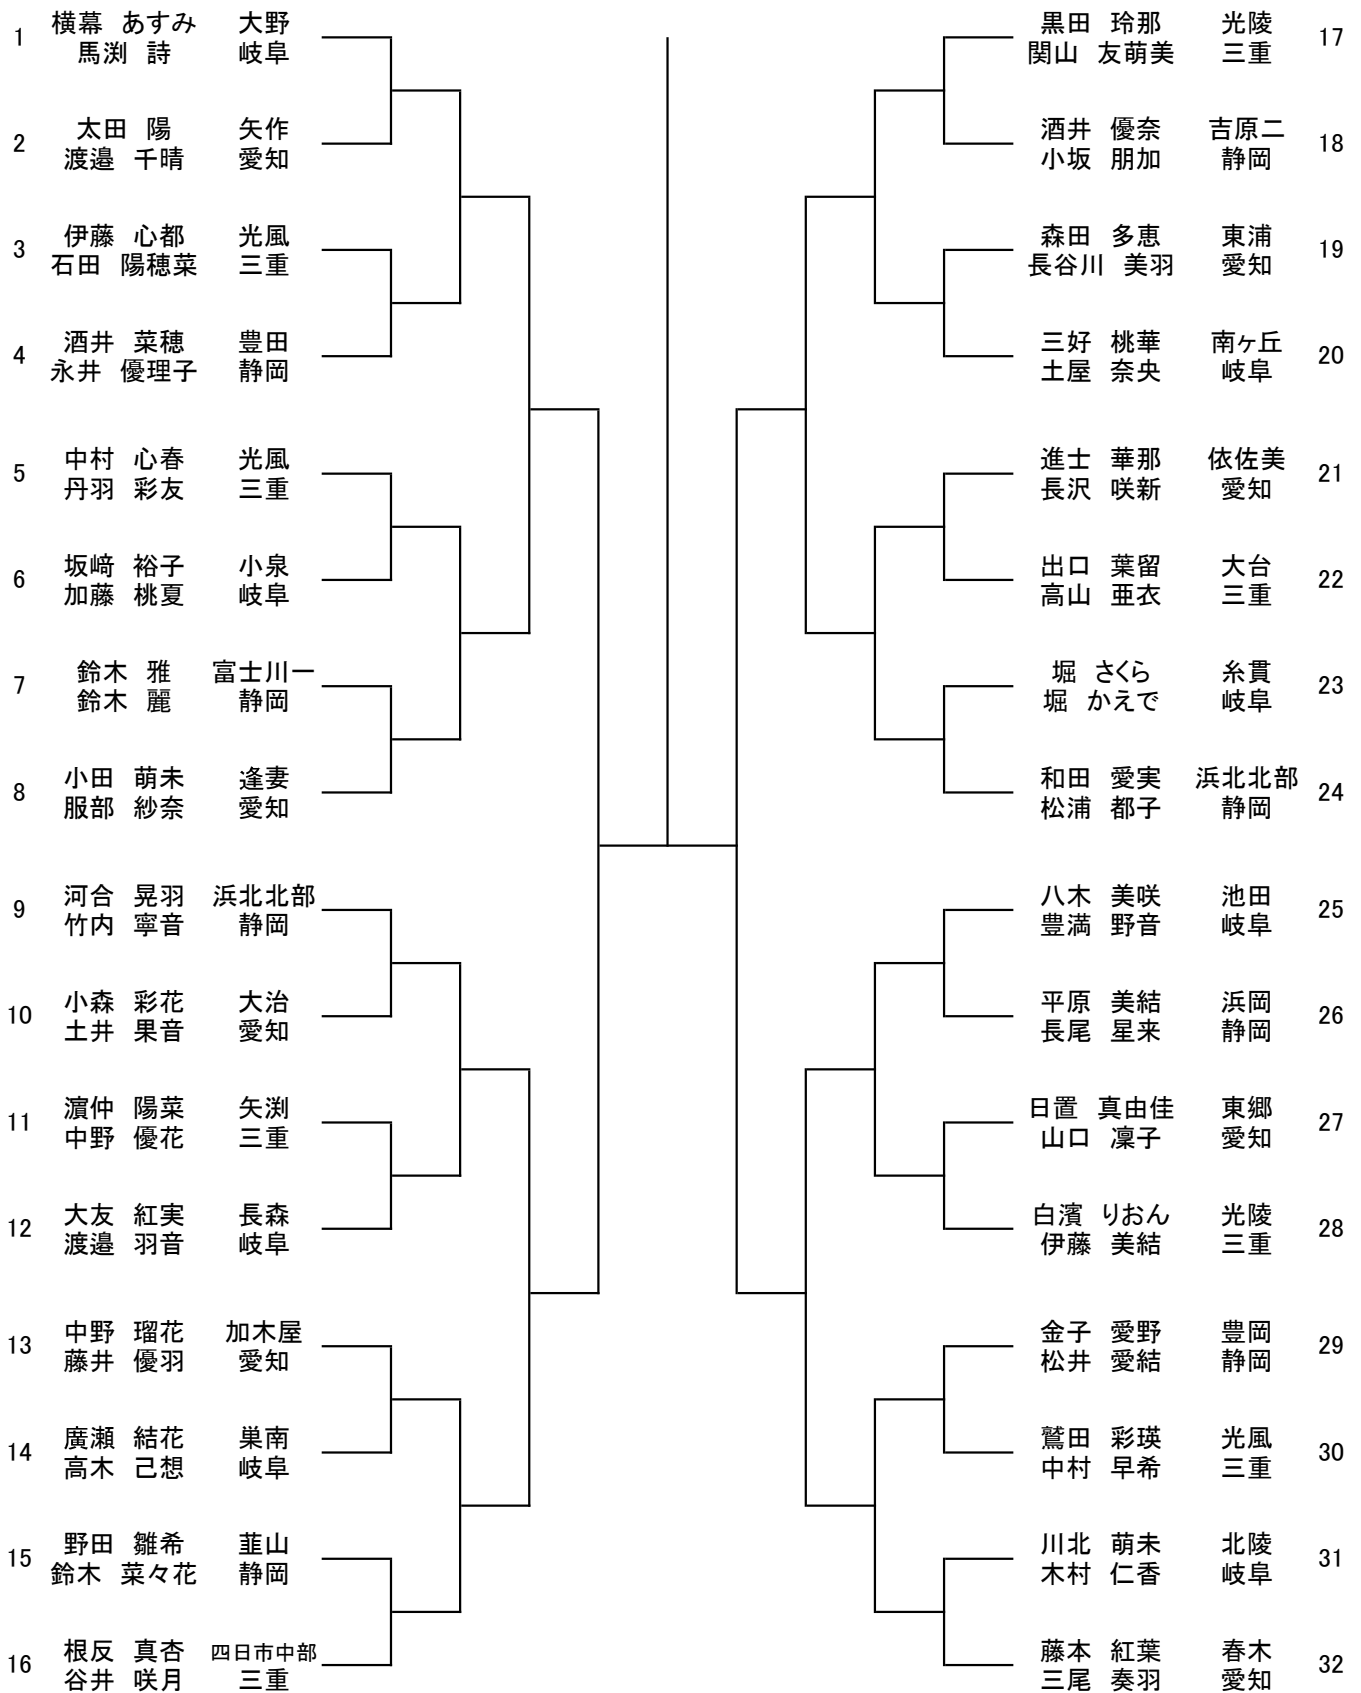 1 横幕 あすみ 大野
馬渕 詩 岐阜
2 太田 陽 矢作
渡邉 千晴 愛知
3 伊藤 心都 光風
石田 陽穂菜 三重
4 酒井 菜穂 豊田
永井 優理子 静岡
5 中村 心春 光風
丹羽 彩友 三重
6 坂﨑 裕子 小泉
加藤 桃夏 岐阜
7 鈴木 雅 富士川一
鈴木 麗 静岡
8 小田 萌未 逢妻
服部 紗奈 愛知
9 河合 晃羽 浜北北部
竹内 寧音 静岡
10 小森 彩花 大治
土井 果音 愛知
11 濵仲 陽菜 矢渕
中野 優花 三重
12 大友 紅実 長森
渡邉 羽音 岐阜
13 中野 瑠花 加木屋
藤井 優羽 愛知
14 廣瀬 結花 巣南
高木 己想 岐阜
15 野田 雛希 韮山
鈴木 菜々花 静岡
16 根反 真杏 四日市中部
谷井 咲月 三重
黒田 玲那 光陵 17
関山 友萌美 三重
酒井 優奈 吉原二 18
小坂 朋加 静岡
森田 多恵 東浦 19
長谷川 美羽 愛知
三好 桃華 南ヶ丘 20
土屋 奈央 岐阜
進士 華那 依佐美 21
長沢 咲新 愛知
出口 葉留 大台 22
高山 亜衣 三重
堀 さくら 糸貫 23
堀 かえで 岐阜
和田 愛実 浜北北部 24
松浦 都子 静岡
八木 美咲 池田 25
豊満 野音 岐阜
平原 美結 浜岡 26
長尾 星来 静岡
日置 真由佳 東郷 27
山口 凜子 愛知
白濱 りおん 光陵 28
伊藤 美結 三重
金子 愛野 豊岡 29
松井 愛結 静岡
鷲田 彩瑛 光風 30
中村 早希 三重
川北 萌未 北陵 31
木村 仁香 岐阜
藤本 紅葉 春木 32
三尾 奏羽 愛知